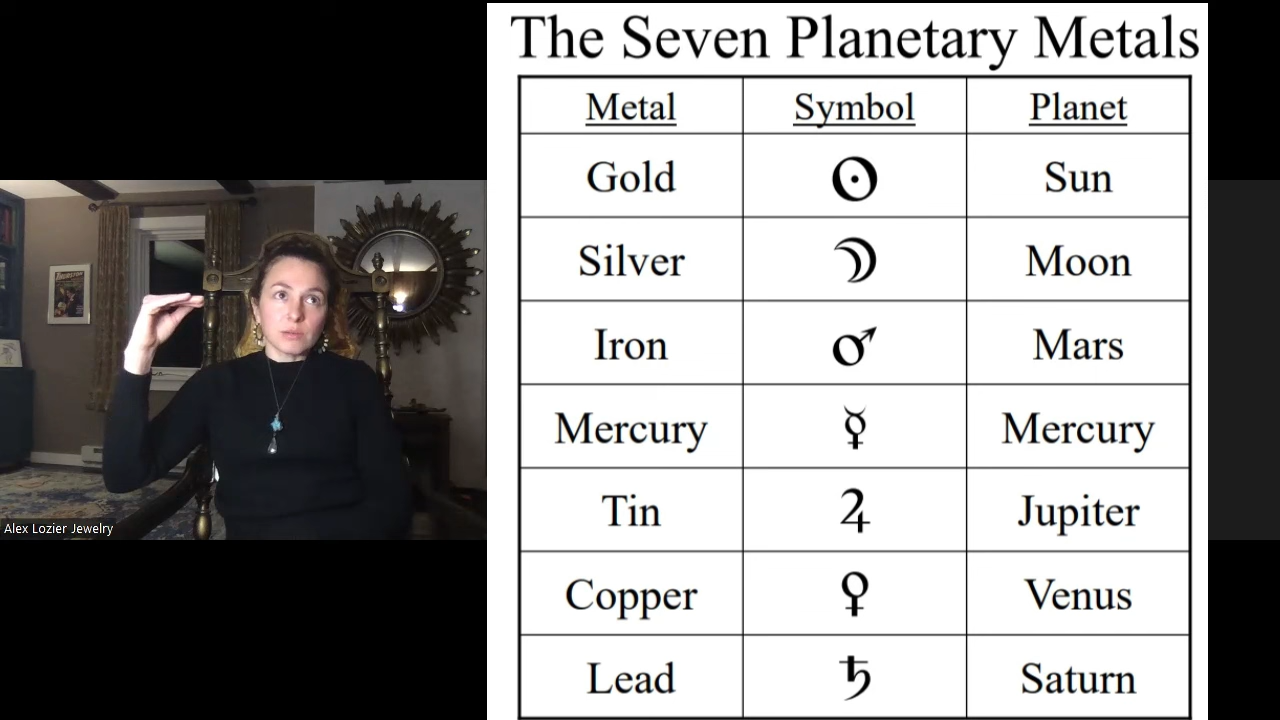 The Seven Planetary Metals
Metal Symbol Planet
Gold ☉ Sun
Silver ☽ Moon
Iron ♂ Mars
Mercury ☿ Mercury
Tin ♃ Jupiter
Copper ♀ Venus
Lead ♄ Saturn
Alex Lozier Jewelry